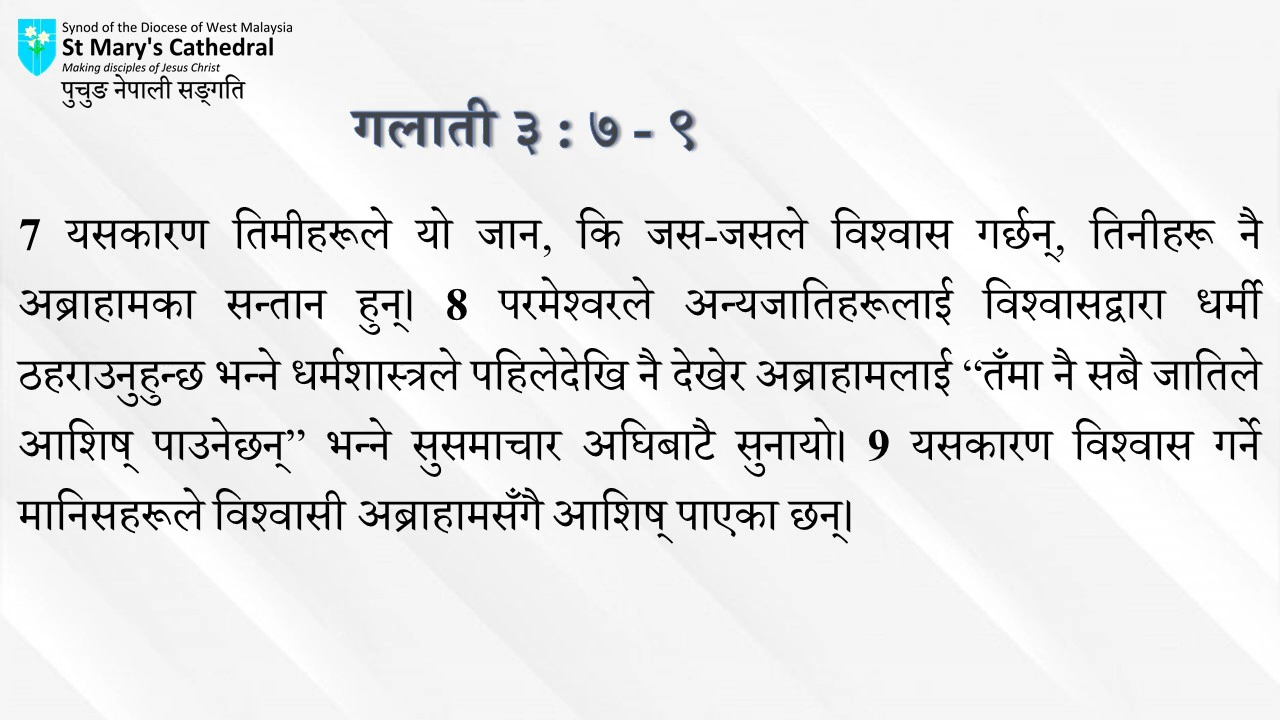 Synod of the Diocese of West Malaysia
St Mary's Cathedral
Making disciples of Jesus Christ
पुचुङ नेपाली सङ्गति
गलाती ३ : ७ - ९
7 यसकारण तिमीहरूले यो जान, कि जस-जसले विश्वास गर्छन्, तिनीहरू नै
अब्राहामका सन्तान हुन्। 8 परमेश्वरले अन्यजातिहरूलाई विश्वासद्वारा धर्मी
ठहराउनुहुन्छ भन्ने धर्मशास्त्रले पहिलेदेखि नै देखेर अब्राहामलाई “तँमा नै सबै जातिले
आशिष् पाउनेछन्” भन्ने सुसमाचार अघिबाटै सुनायो। 9 यसकारण विश्वास गर्ने
मानिसहरूले विश्वासी अब्राहामसँगै आशिष् पाएका छन्।